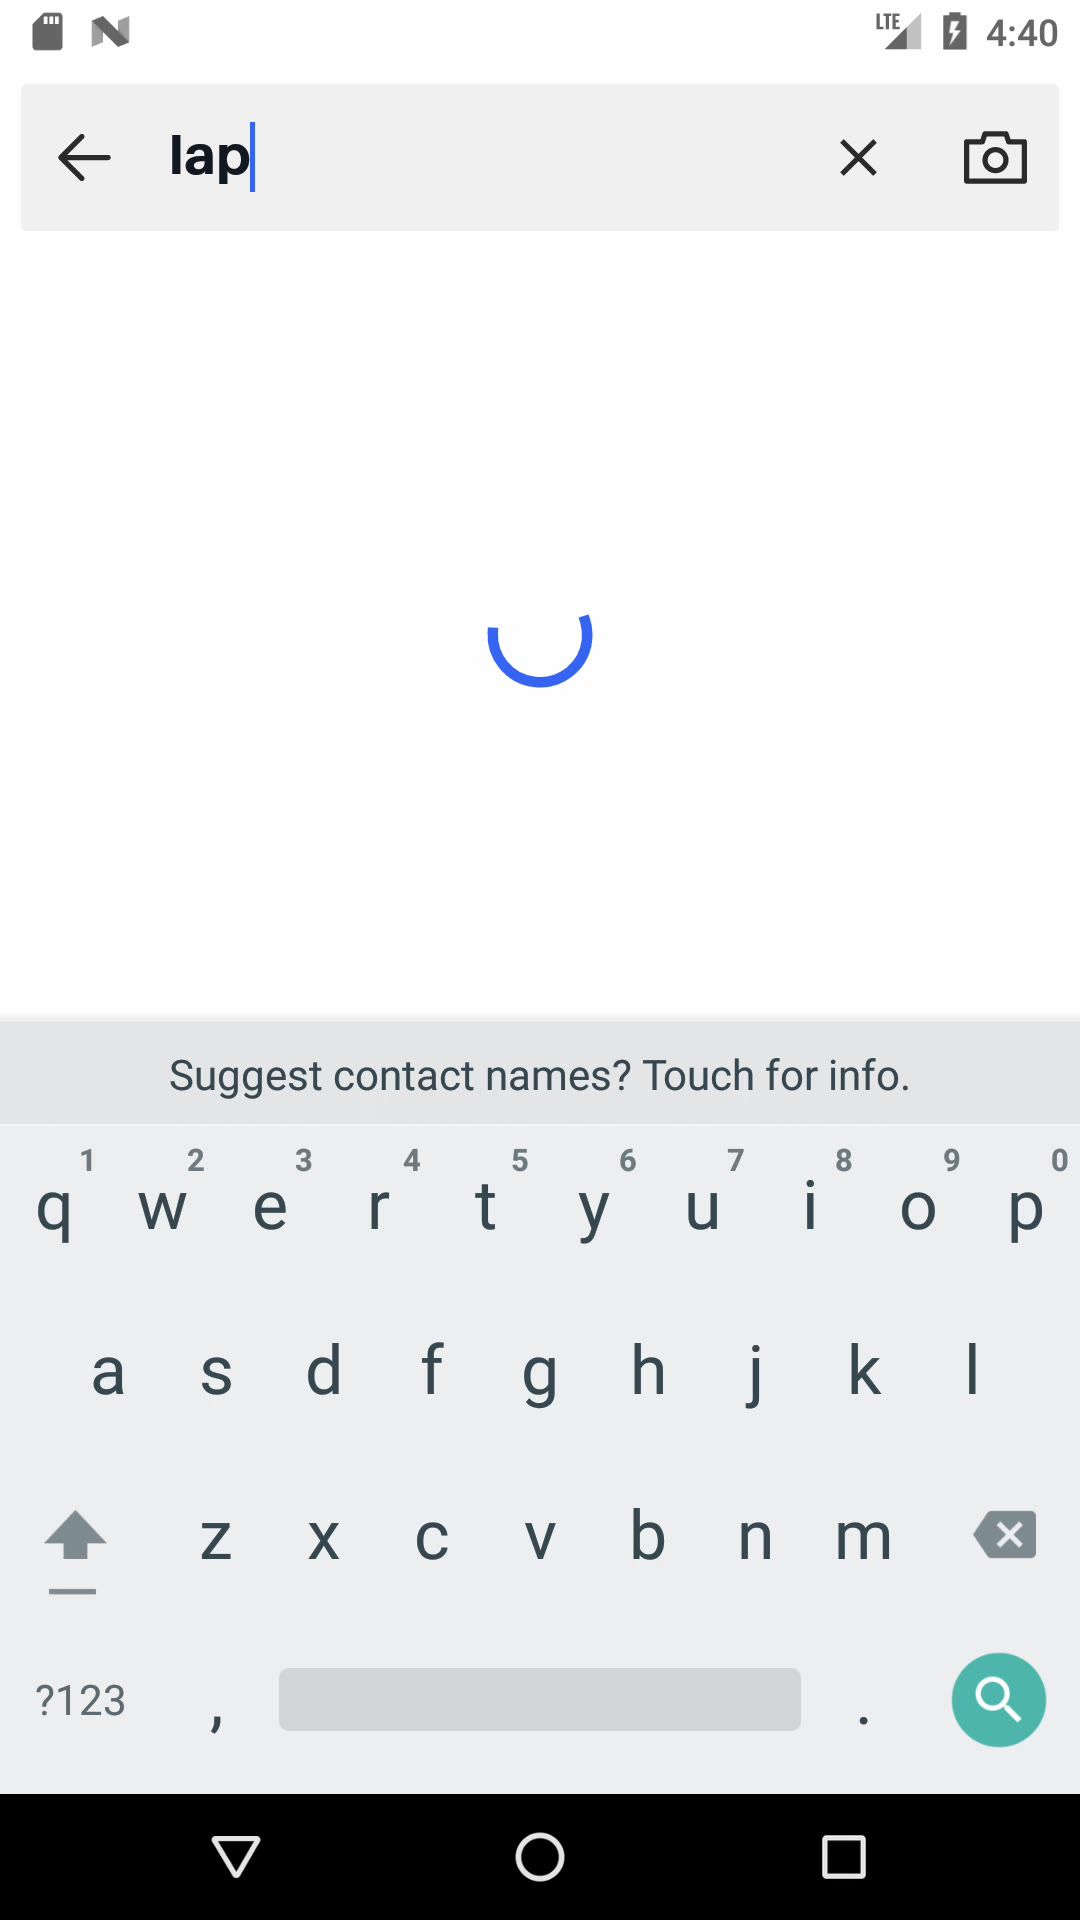 LTE 4:40
lap
Suggest contact names? Touch for info.
1 2 3 4 5 6 7 8 9 0
q w e r t y u i o p
a s d f g h j k l
z x c v b n m
?123 , .